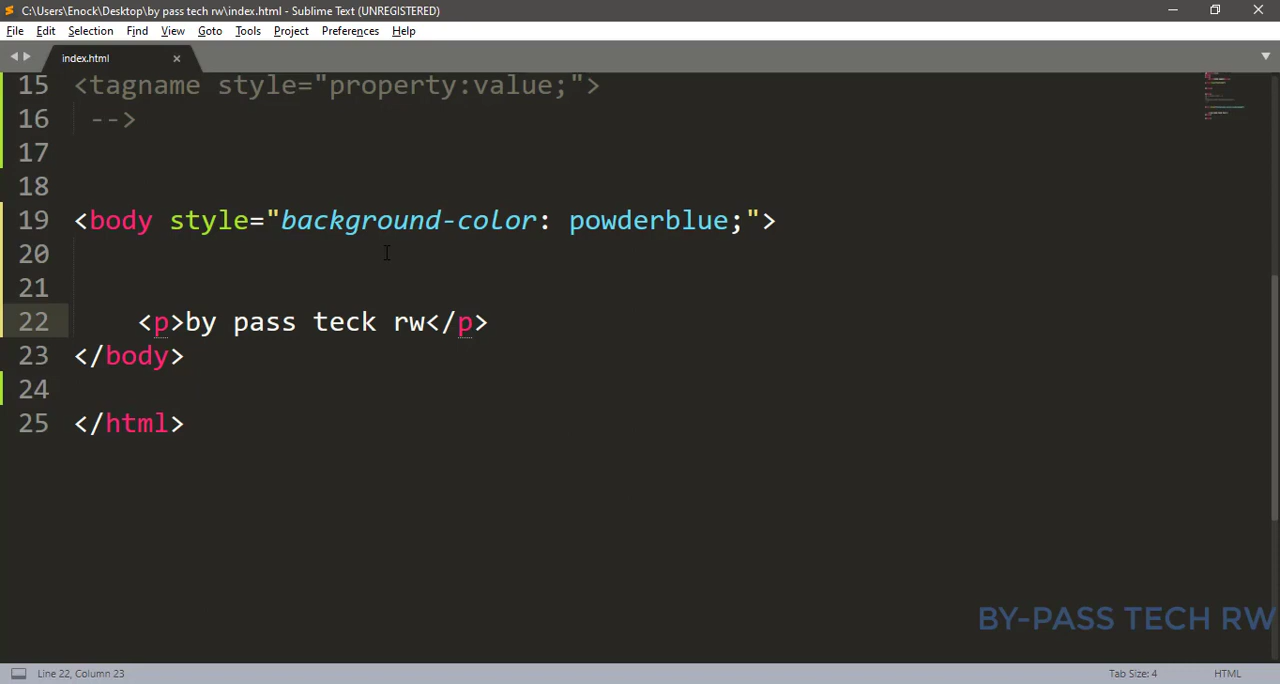 C:\Users\Enock\Desktop\by pass tech rw\index.html - Sublime Text (UNREGISTERED)
File Edit Selection Find View Goto Tools Project Preferences Help
index.html
15 <tagname style="property:value;">
16 -->
17
18
19 <body style="background-color: powderblue;">
20
21
22 <p>by pass teck rw</p>
23 </body>
24
25 </html>
BY-PASS TECH RW
Line 22, Column 23 Tab Size: 4 HTML